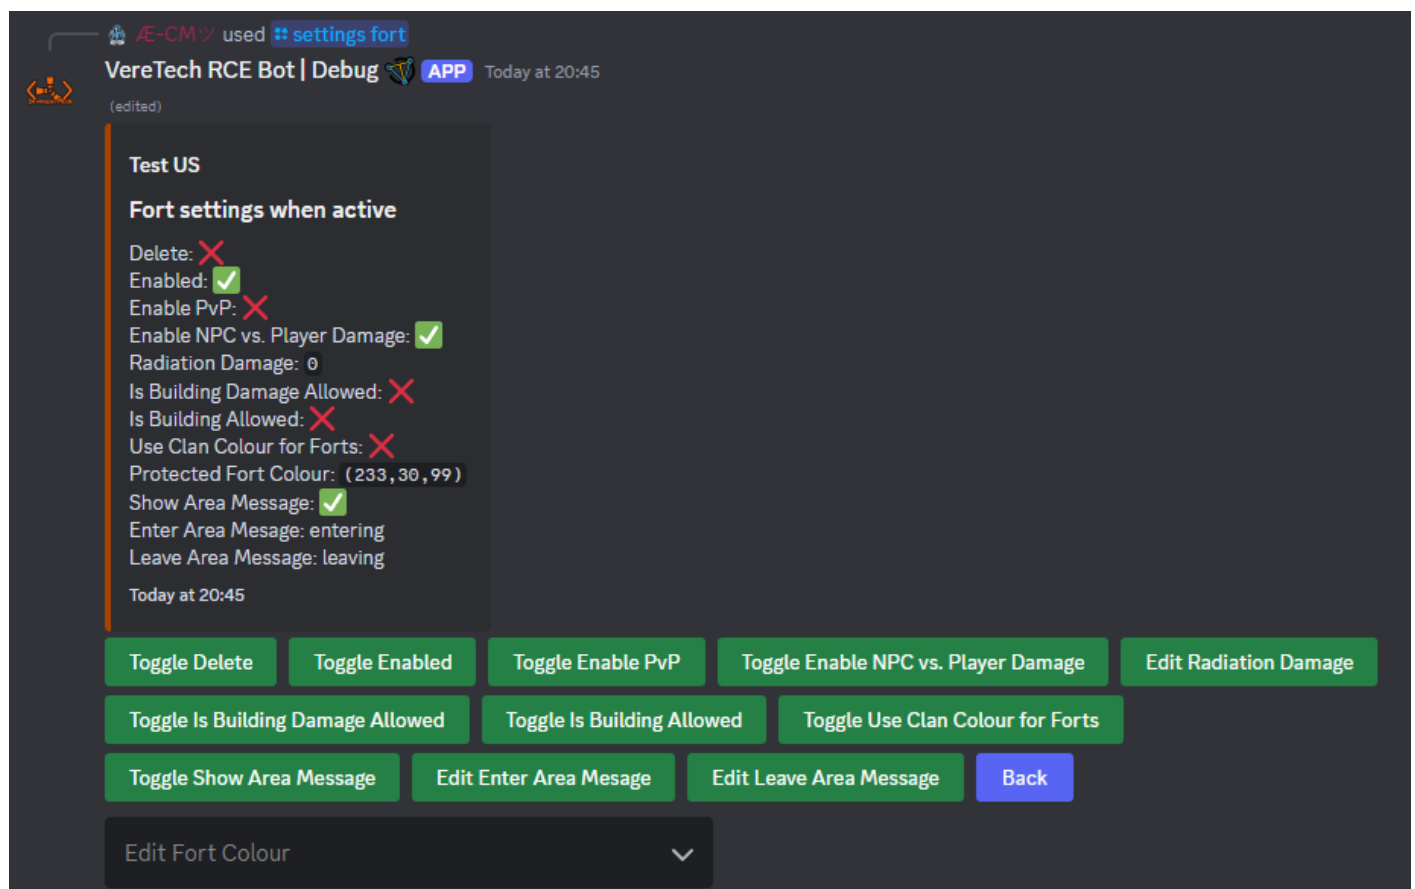 Æ-CMツ used settings fort
VereTech RCE Bot | Debug APP Today at 20:45
(edited)
Test US
Fort settings when active
Delete: ❌
Enabled: ✅
Enable PvP: ❌
Enable NPC vs. Player Damage: ✅
Radiation Damage: 0
Is Building Damage Allowed: ❌
Is Building Allowed: ❌
Use Clan Colour for Forts: ❌
Protected Fort Colour: (233,30,99)
Show Area Message: ✅
Enter Area Mesage: entering
Leave Area Message: leaving
Today at 20:45
Toggle Delete Toggle Enabled Toggle Enable PvP Toggle Enable NPC vs. Player Damage Edit Radiation Damage
Toggle Is Building Damage Allowed Toggle Is Building Allowed Toggle Use Clan Colour for Forts
Toggle Show Area Message Edit Enter Area Mesage Edit Leave Area Message Back
Edit Fort Colour